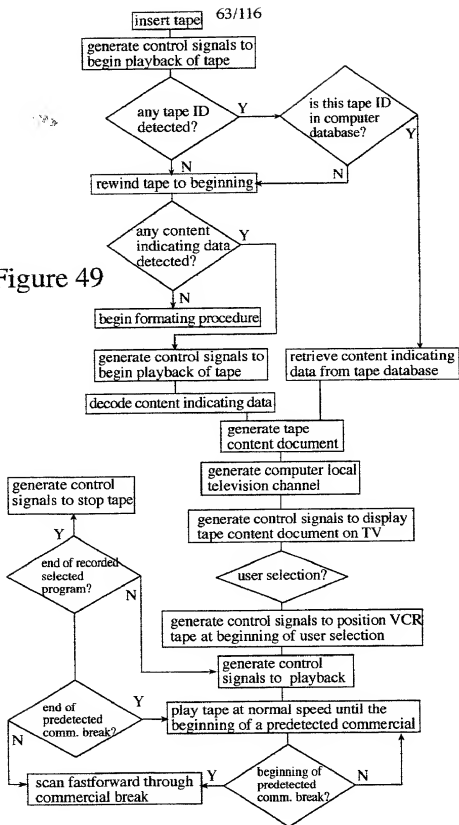 63/116
insert tape
generate control signals to
begin playback of tape
any tape ID
detected?
Y
is this tape ID
in computer
database?
Y
N
N
rewind tape to beginning
any content
indicating data
detected?
Y
Figure 49
N
begin formating procedure
generate control signals to
begin playback of tape
retrieve content indicating
data from tape database
decode content indicating data
generate tape
content document
generate computer local
television channel
generate control
signals to stop tape
generate control signals to display
tape content document on TV
Y
end of recorded
selected
program?
N
user selection?
generate control signals to position VCR
tape at beginning of user selection
generate control
signals to playback
end of
predetected
comm. break?
Y
N
play tape at normal speed until the
beginning of a predetected commercial
scan fastforward through
commercial break
Y
beginning of
predetected
comm. break?
N